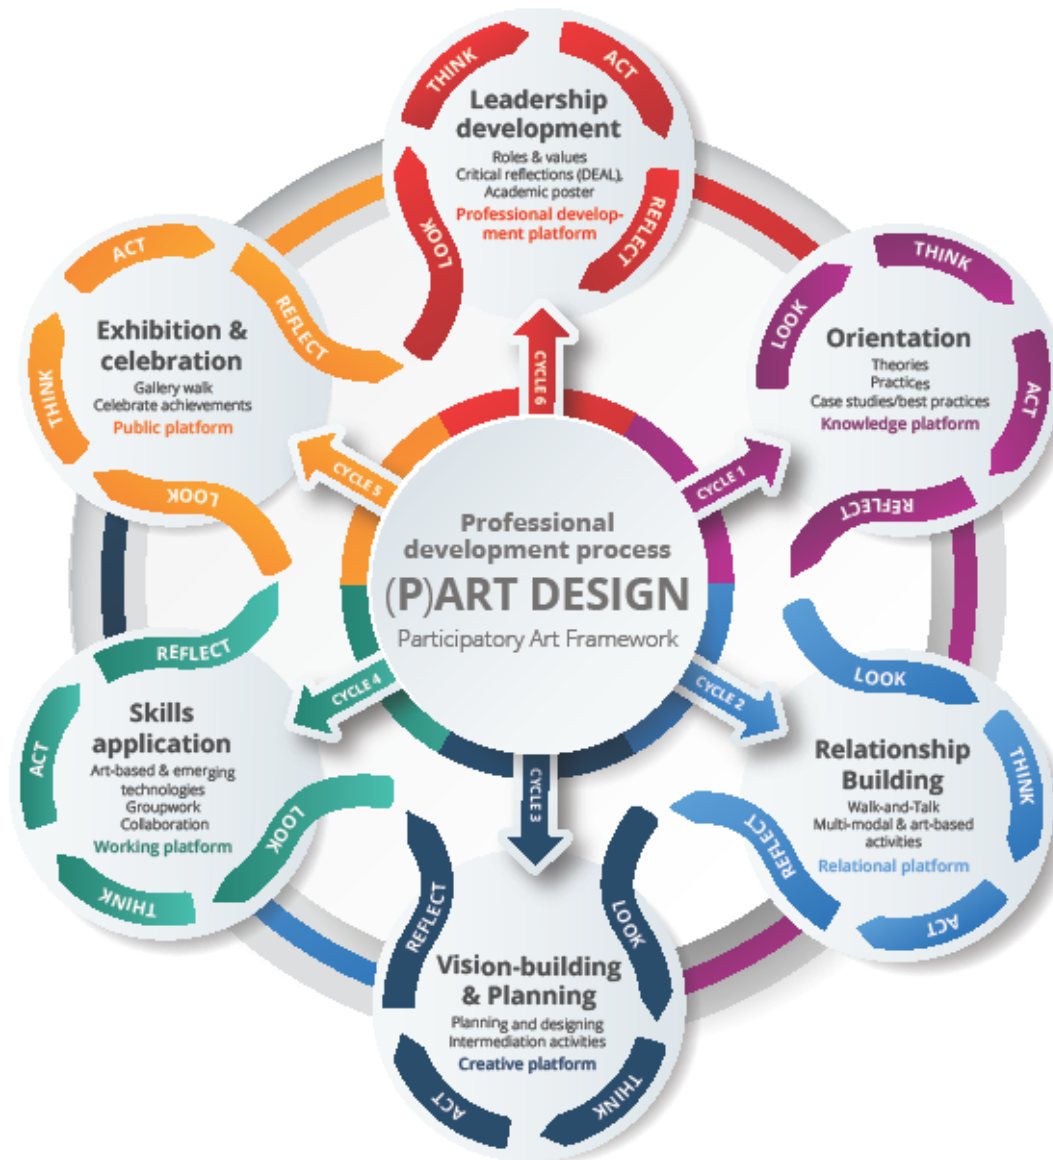 Professional
development process
(P)ART DESIGN
Participatory Art Framework
CYCLE 1
LOOK
THINK
ACT
REFLECT
Orientation
Theories
Practices
Case studies/best practices
Knowledge platform
CYCLE 2
LOOK
THINK
ACT
REFLECT
Relationship
Building
Walk-and-Talk
Multi-modal & art-based
activities
Relational platform
CYCLE 3
LOOK
THINK
ACT
REFLECT
Vision-building
& Planning
Planning and designing
Intermediation activities
Creative platform
CYCLE 4
LOOK
THINK
ACT
REFLECT
Skills
application
Art-based & emerging
technologies
Groupwork
Collaboration
Working platform
CYCLE 5
LOOK
THINK
ACT
REFLECT
Exhibition &
celebration
Gallery walk
Celebrate achievements
Public platform
CYCLE 6
LOOK
THINK
ACT
REFLECT
Leadership
development
Roles & values
Critical reflections (DEAL),
Academic poster
Professional develop-
ment platform